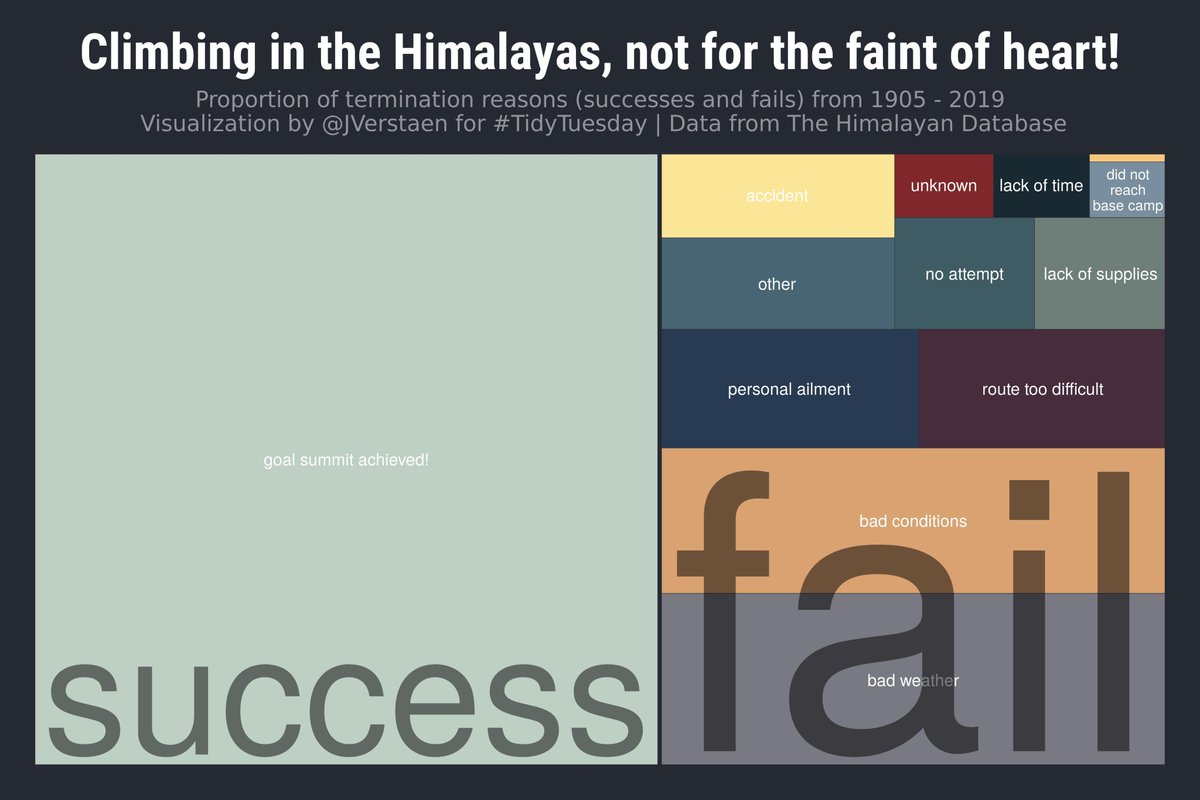 Climbing in the Himalayas, not for the faint of heart!
Proportion of termination reasons (successes and fails) from 1905 - 2019
Visualization by @JVerstaen for #TidyTuesday | Data from The Himalayan Database
goal summit achieved!
success
accident
unknown
lack of time
did not
reach
base camp
other
no attempt
lack of supplies
personal ailment
route too difficult
bad conditions
fail
bad weather